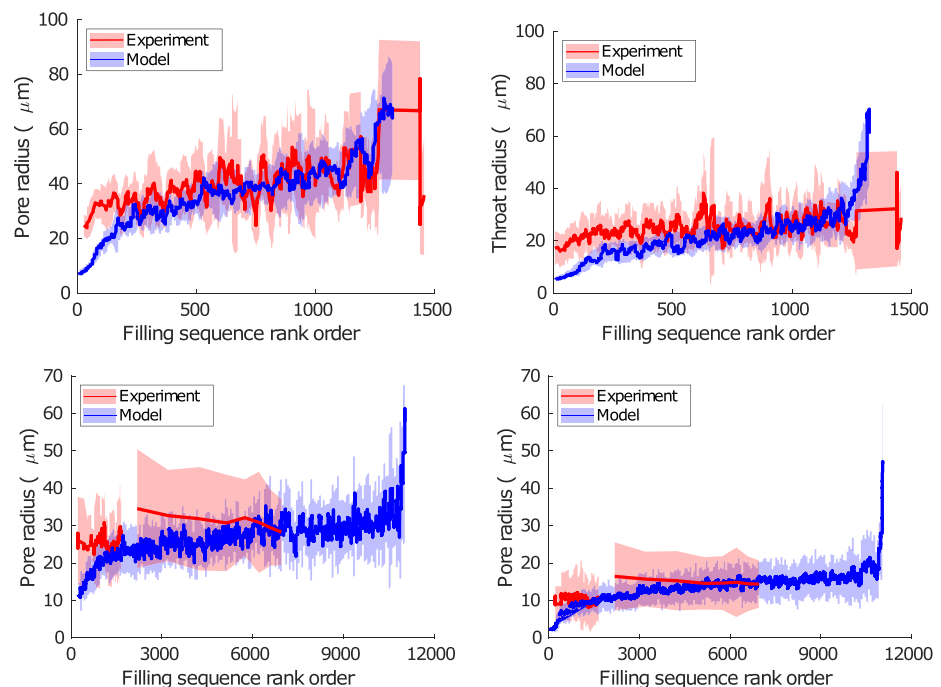 100
80
60
40
20
0
Pore radius ( μm)
Experiment
Model
0 500 1000 1500
Filling sequence rank order
100
80
60
40
20
0
Throat radius ( μm)
Experiment
Model
0 500 1000 1500
Filling sequence rank order
70
60
50
40
30
20
10
0
Pore radius ( μm)
Experiment
Model
0 3000 6000 9000 12000
Filling sequence rank order
70
60
50
40
30
20
10
0
Pore radius ( μm)
Experiment
Model
0 3000 6000 9000 12000
Filling sequence rank order